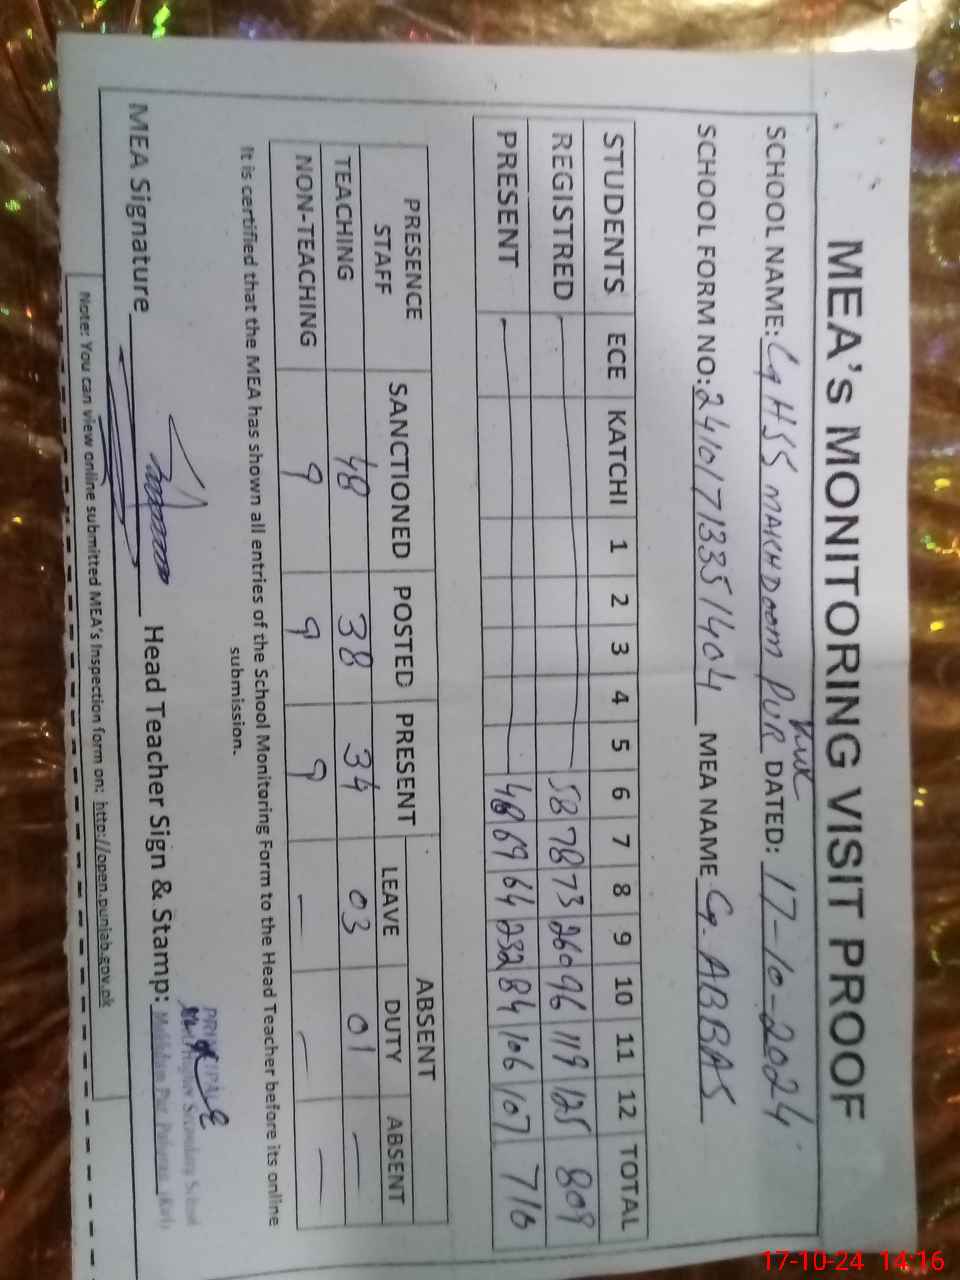 MEA's MONITORING VISIT PROOF
SCHOOL NAME: GHSS MAKHDOOM PUR DATED: 17-10-2024
SCHOOL FORM NO: 24101713351404 MEA NAME G. ABBAS
STUDENTS ECE KATCHI 1 2 3 4 5 6 7 8 9 10 11 12 TOTAL
REGISTRED 58 78 73 260 96 119 125 809
PRESENT 48 69 64 232 84 106 107 710
PRESENCE STAFF SANCTIONED POSTED PRESENT ABSENT
LEAVE DUTY ABSENT
TEACHING 48 38 34 03 01 —
NON-TEACHING 9 9 9 — — —
It is certified that the MEA has shown all entries of the School Monitoring Form to the Head Teacher before its online
submission.
MEA Signature Head Teacher Sign & Stamp:
PRINCIPAL
Secondary School
Note: You can view online submitted MEA's Inspection form on: http://open.punjab.gov.pk
17-10-24 14:16